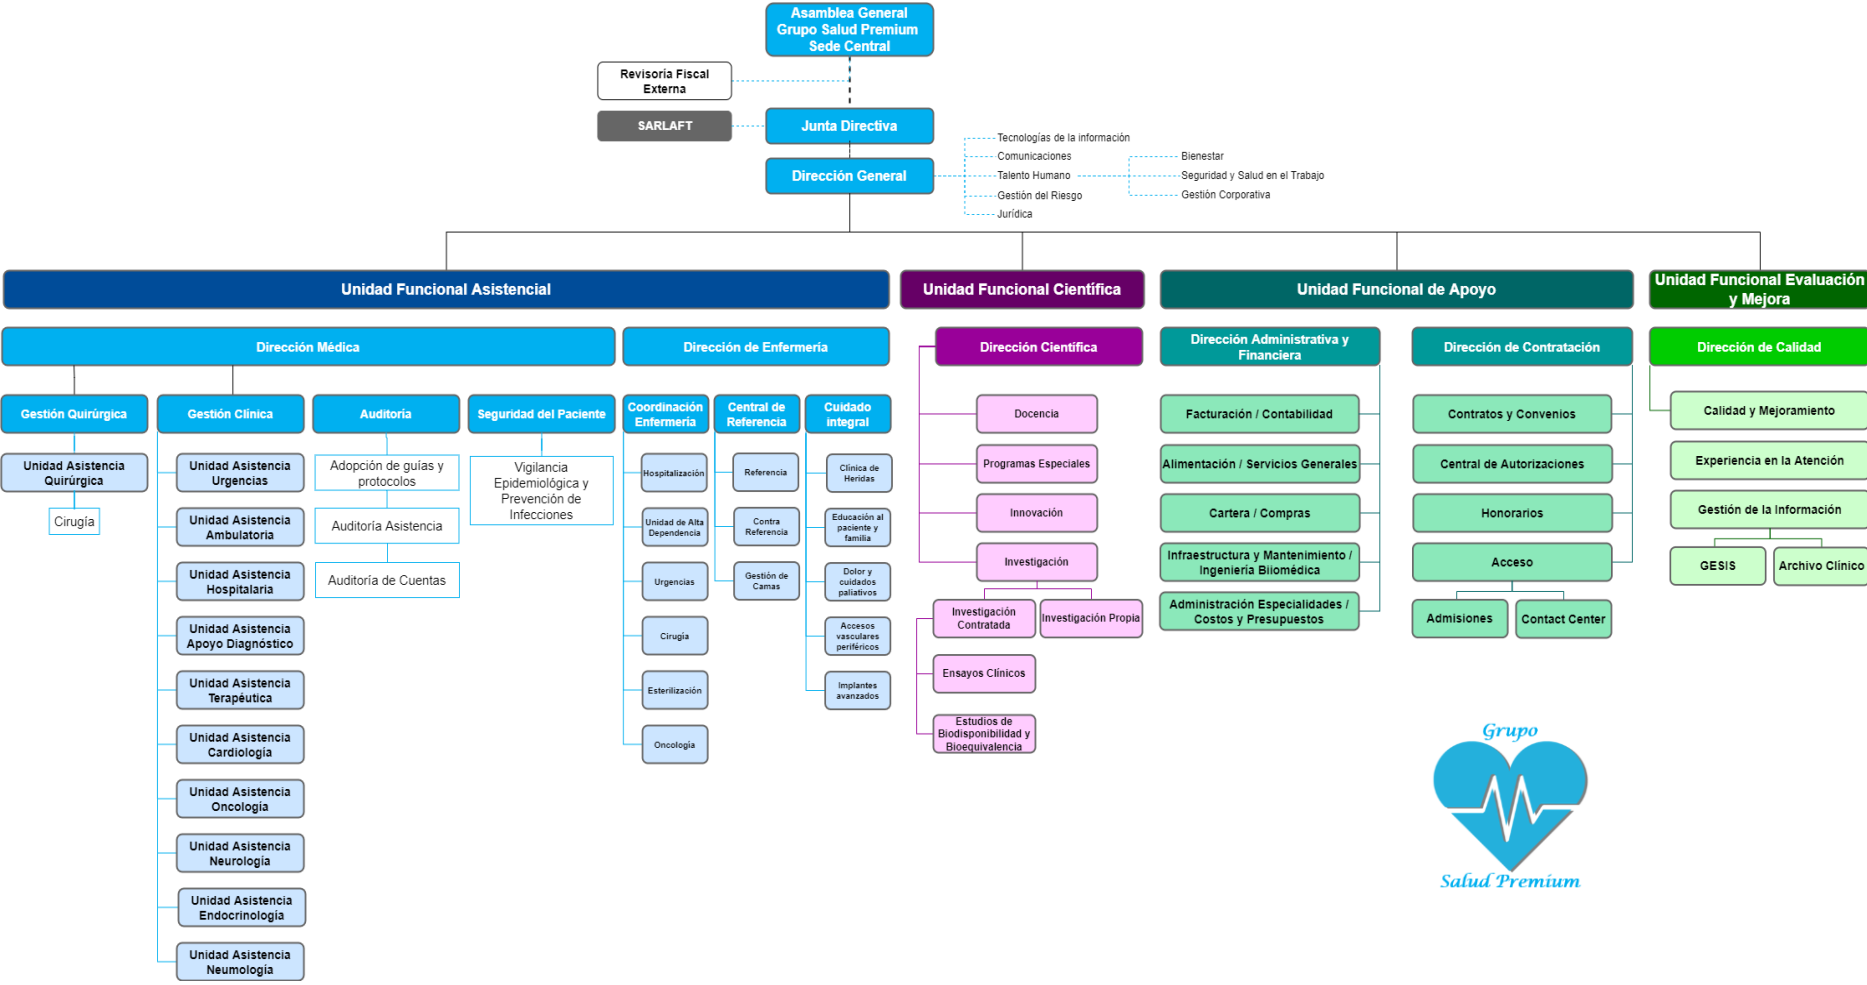 Asamblea General
Grupo Salud Premium
Sede Central
Revisoría Fiscal
Externa
SARLAFT
Junta Directiva
Dirección General
Tecnologías de la información
Comunicaciones
Talento Humano
Gestión del Riesgo
Jurídica
Bienestar
Seguridad y Salud en el Trabajo
Gestión Corporativa
Unidad Funcional Asistencial
Unidad Funcional Científica
Unidad Funcional de Apoyo
Unidad Funcional Evaluación
y Mejora
Dirección Médica
Dirección de Enfermería
Dirección Científica
Dirección Administrativa y
Financiera
Dirección de Contratación
Dirección de Calidad
Gestión Quirúrgica
Unidad Asistencia
Quirúrgica
Cirugía
Gestión Clínica
Unidad Asistencia
Urgencias
Unidad Asistencia
Ambulatoria
Unidad Asistencia
Hospitalaria
Unidad Asistencia
Apoyo Diagnóstico
Unidad Asistencia
Terapéutica
Unidad Asistencia
Cardiología
Unidad Asistencia
Oncología
Unidad Asistencia
Neurología
Unidad Asistencia
Endocrinología
Unidad Asistencia
Neumología
Auditoría
Adopción de guías y
protocolos
Auditoría Asistencia
Auditoría de Cuentas
Seguridad del Paciente
Vigilancia
Epidemiológica y
Prevención de
Infecciones
Coordinación
Enfermería
Hospitalización
Unidad de Alta
Dependencia
Urgencias
Cirugía
Esterilización
Oncología
Central de
Referencia
Referencia
Contra
Referencia
Gestión de
Camas
Cuidado
integral
Clínica de
Heridas
Educación al
paciente y
familia
Dolor y
cuidados
paliativos
Accesos
vasculares
periféricos
Implantes
avanzados
Docencia
Programas Especiales
Innovación
Investigación
Investigación
Contratada
Investigación Propia
Ensayos Clínicos
Estudios de
Biodisponibilidad y
Bioequivalencia
Facturación / Contabilidad
Alimentación / Servicios Generales
Cartera / Compras
Infraestructura y Mantenimiento /
Ingeniería Biiomédica
Administración Especialidades /
Costos y Presupuestos
Contratos y Convenios
Central de Autorizaciones
Honorarios
Acceso
Admisiones
Contact Center
Calidad y Mejoramiento
Experiencia en la Atención
Gestión de la Información
GESIS
Archivo Clínico
Grupo
Salud Premium